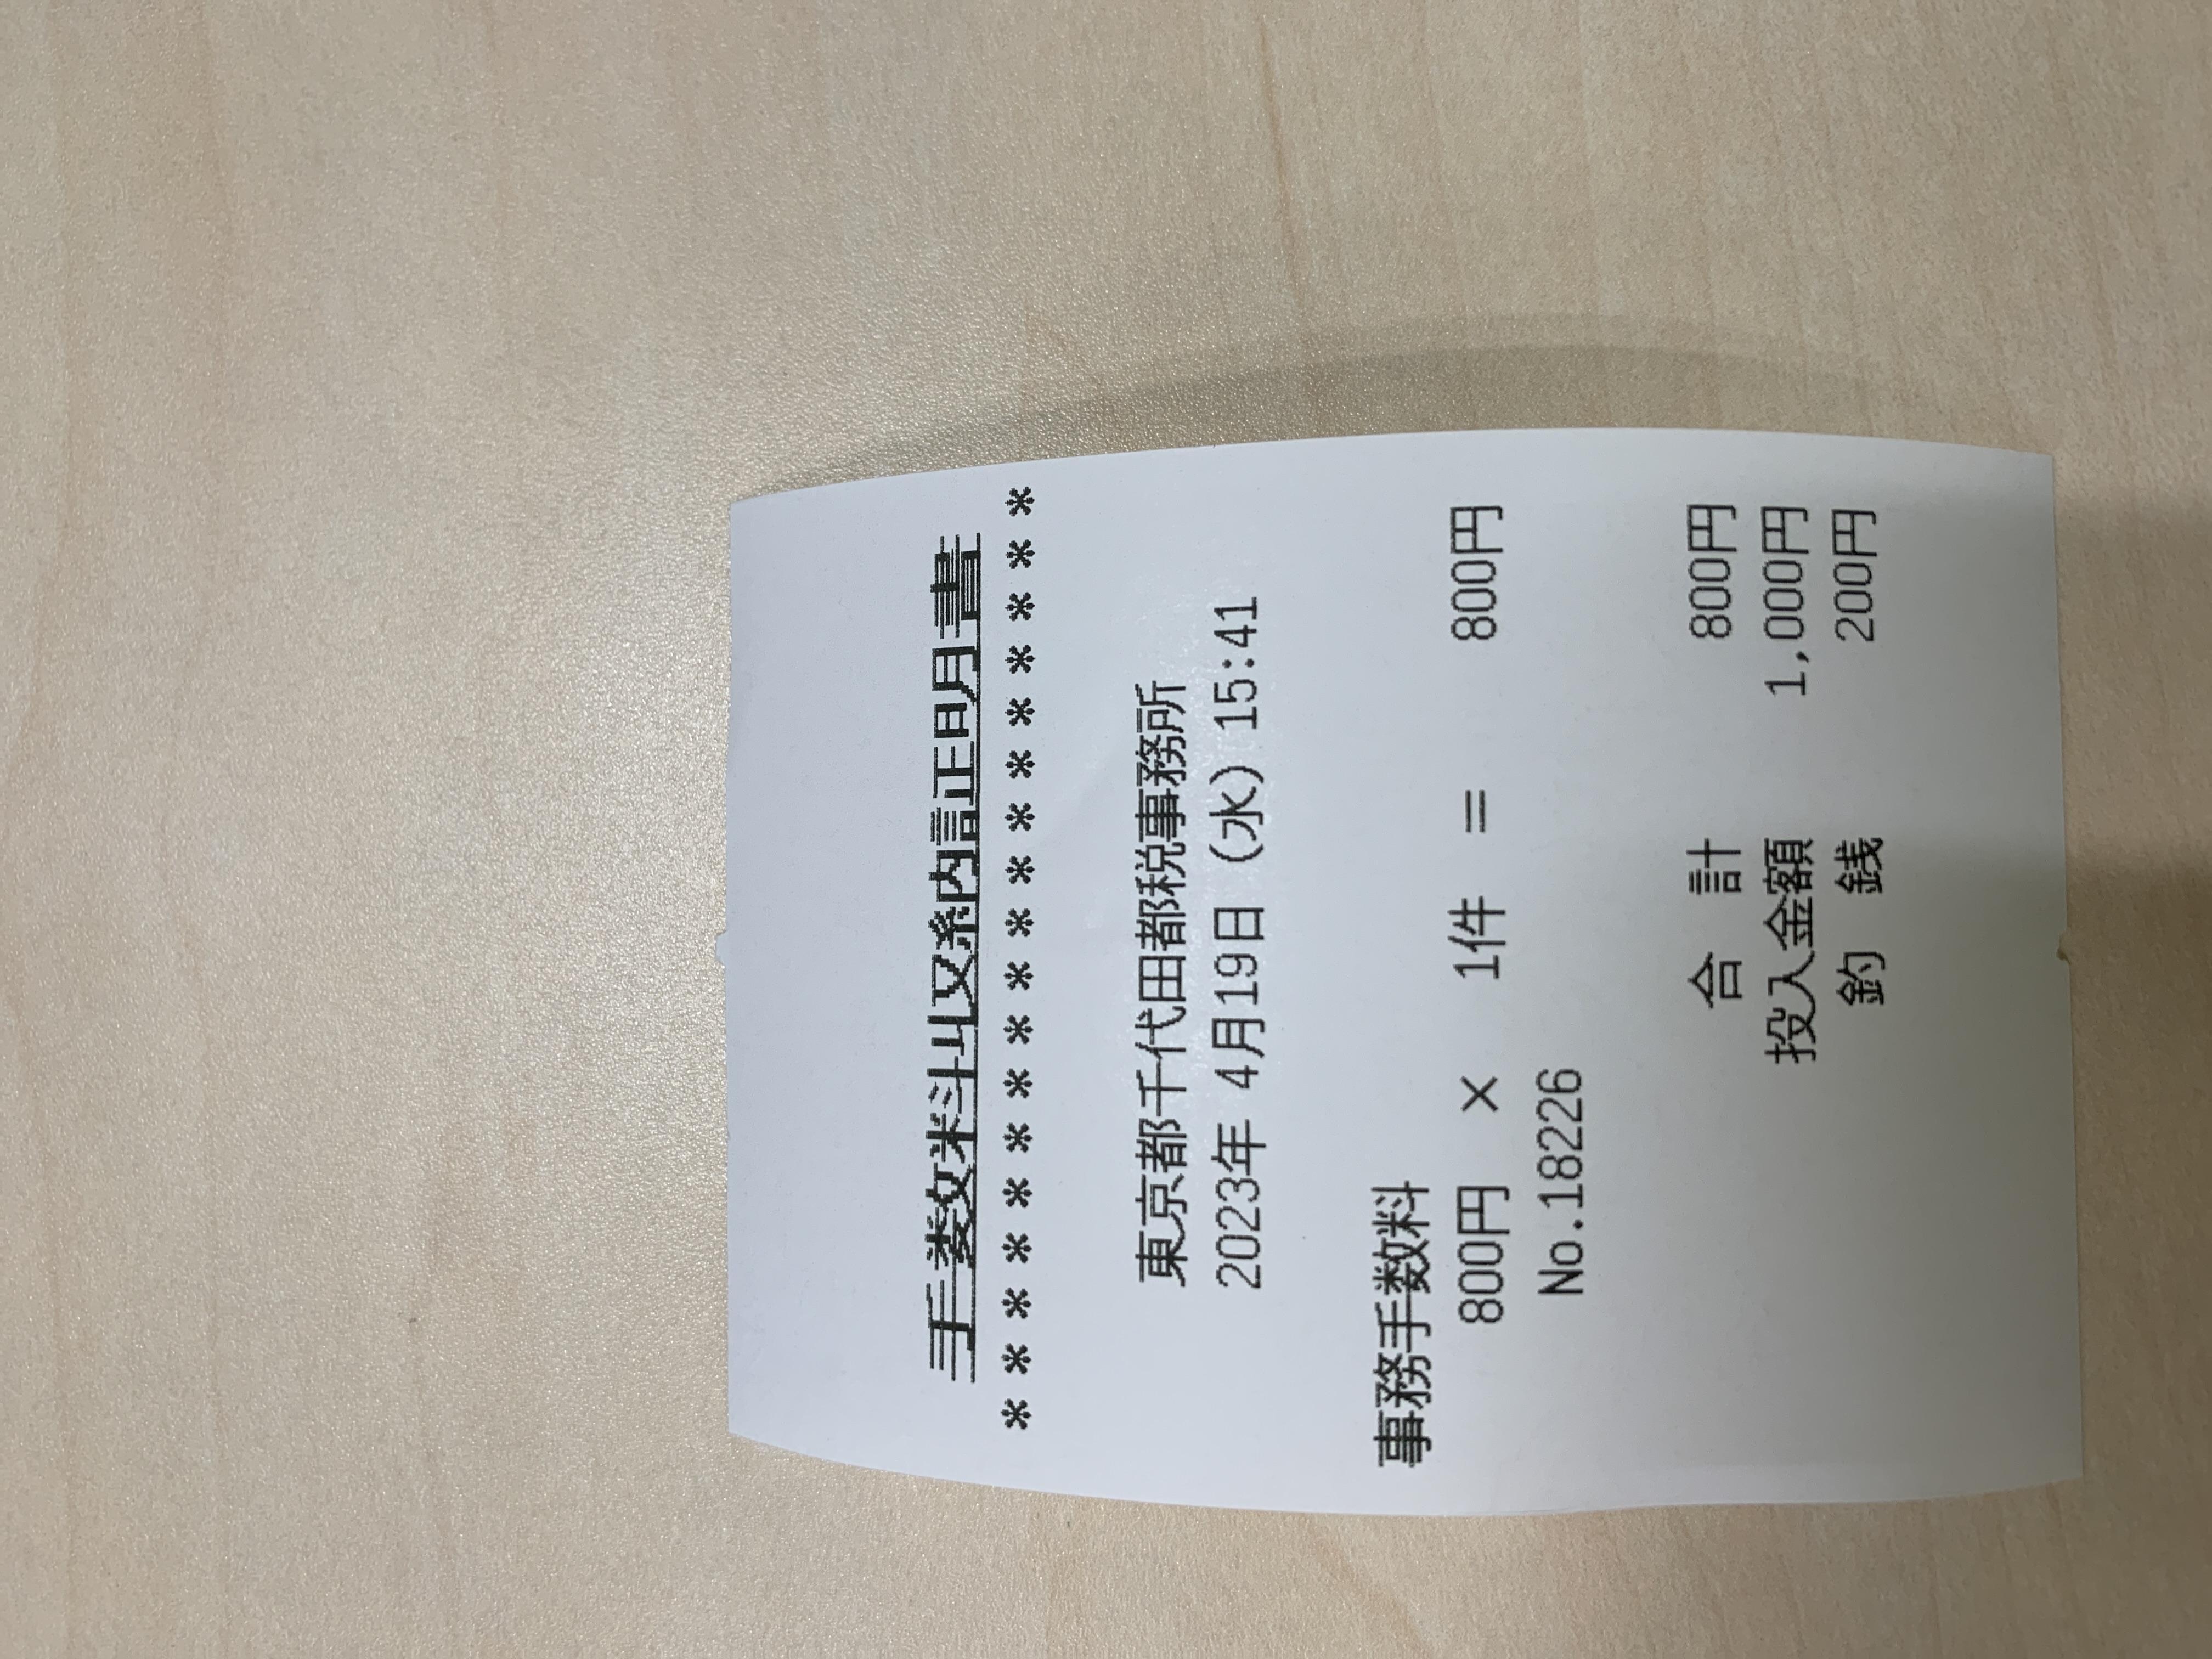 手数料収納証明書
******************
東京都千代田都税事務所
2023年 4月19日 (水) 15:41
事務手数料
800円 × 1件 = 800円
No.18226
合 計 800円
投入金額 1,000円
釣 銭 200円